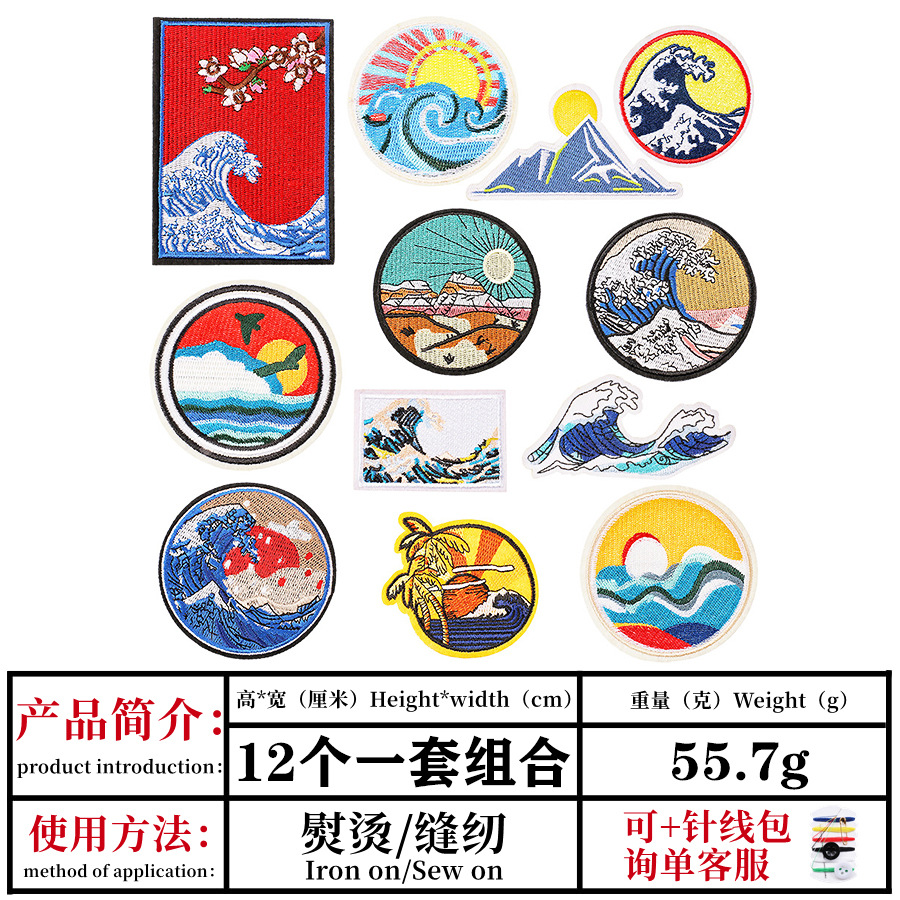 产品简介：
product introduction：
高*宽（厘米）Height*width（cm）
重量（克）Weight（g）
12个一套组合
55.7g
使用方法：
method of application：
熨烫/缝纫
Iron on/Sew on
可+针线包
询单客服